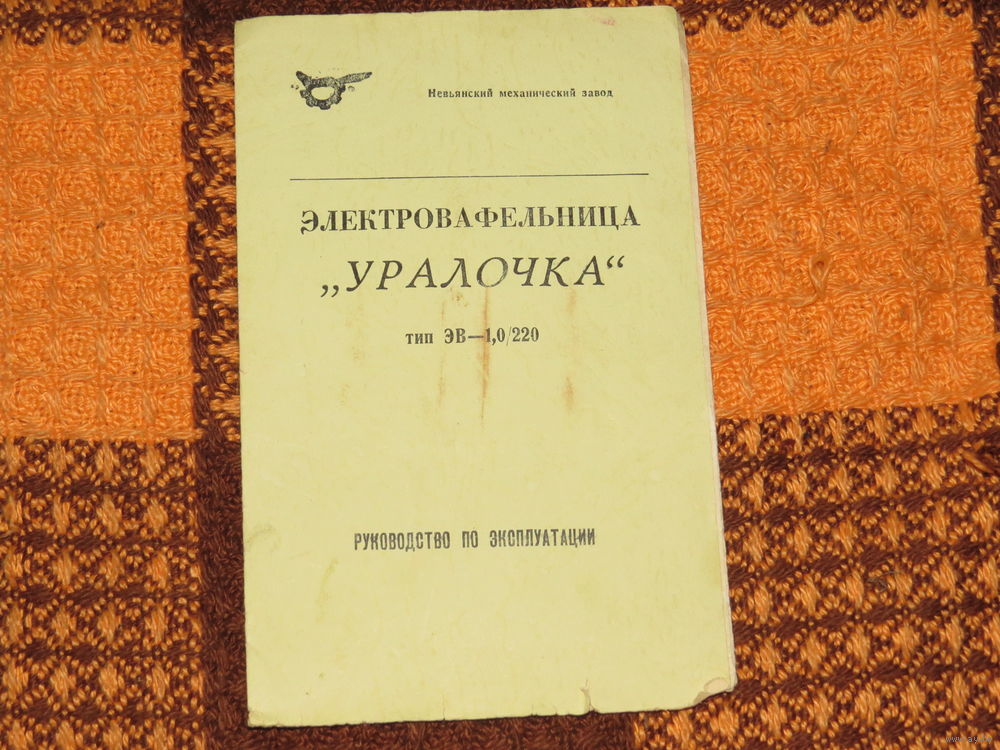 Невьянский механический завод
ЭЛЕКТРОВАФЕЛЬНИЦА
„УРАЛОЧКА“
тип ЭВ—1,0/220
РУКОВОДСТВО ПО ЭКСПЛУАТАЦИИ